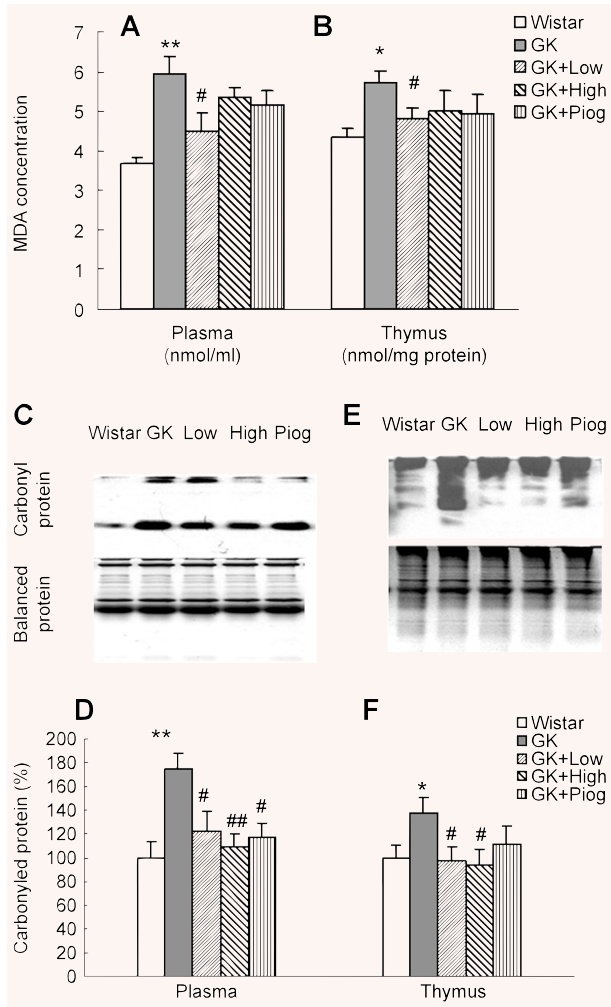 A
B
Wistar
GK
GK+Low
GK+High
GK+Piog
MDA concentration
7
6
5
4
3
2
1
0
**
#
*
#
Plasma
(nmol/ml)
Thymus
(nmol/mg protein)
C
Wistar GK Low High Piog
Carbonyl
protein
Balanced
protein
E
Wistar GK Low High Piog
D
F
Wistar
GK
GK+Low
GK+High
GK+Piog
Carbonyled protein (%)
200
180
160
140
120
100
80
60
40
20
0
**
#
##
#
*
#
#
Plasma
Thymus